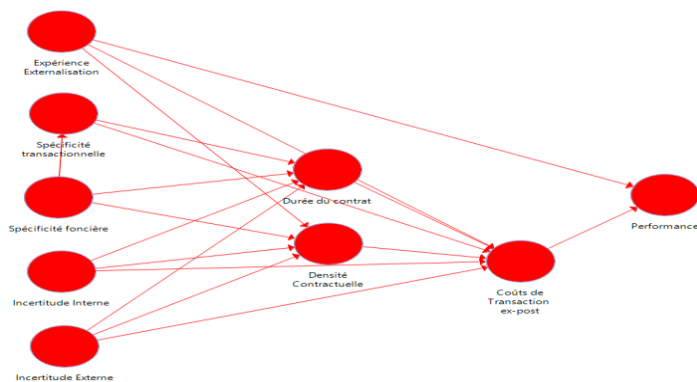 Expérience
Externalisation
Spécificité
transactionnelle
Durée du contrat
Spécificité foncière
Performance
Densité
Contractuelle
Incertitude Interne
Coûts de
Transaction
ex-post
Incertitude Externe